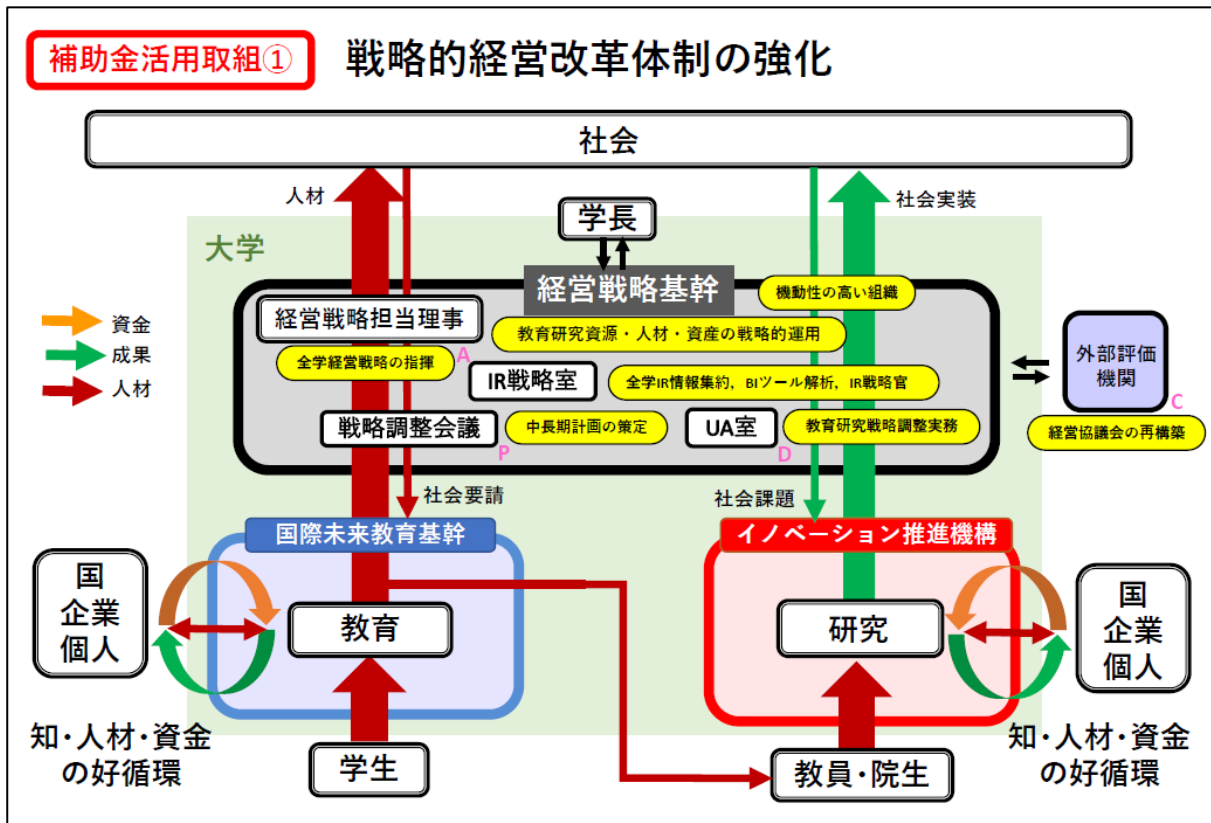 補助金活用取組①
戦略的経営改革体制の強化
社会
人材
社会実装
学長
大学
経営戦略基幹
機動性の高い組織
経営戦略担当理事
教育研究資源・人材・資産の戦略的運用
資金
成果
人材
全学経営戦略の指揮
A
IR戦略室
全学IR情報集約，BIツール解析，IR戦略官
外部評価
機関
C
戦略調整会議
P
中長期計画の策定
UA室
D
教育研究戦略調整実務
経営協議会の再構築
社会要請
社会課題
国際未来教育基幹
イノベーション推進機構
国
企業
個人
教育
研究
国
企業
個人
知・人材・資金
の好循環
学生
教員・院生
知・人材・資金
の好循環